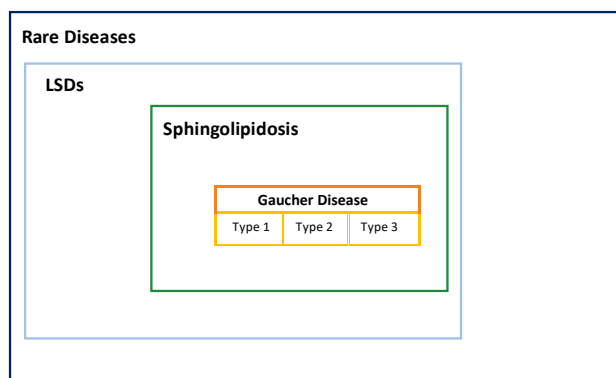 Rare Diseases
LSDs
Sphingolipidosis
Gaucher Disease
Type 1 Type 2 Type 3